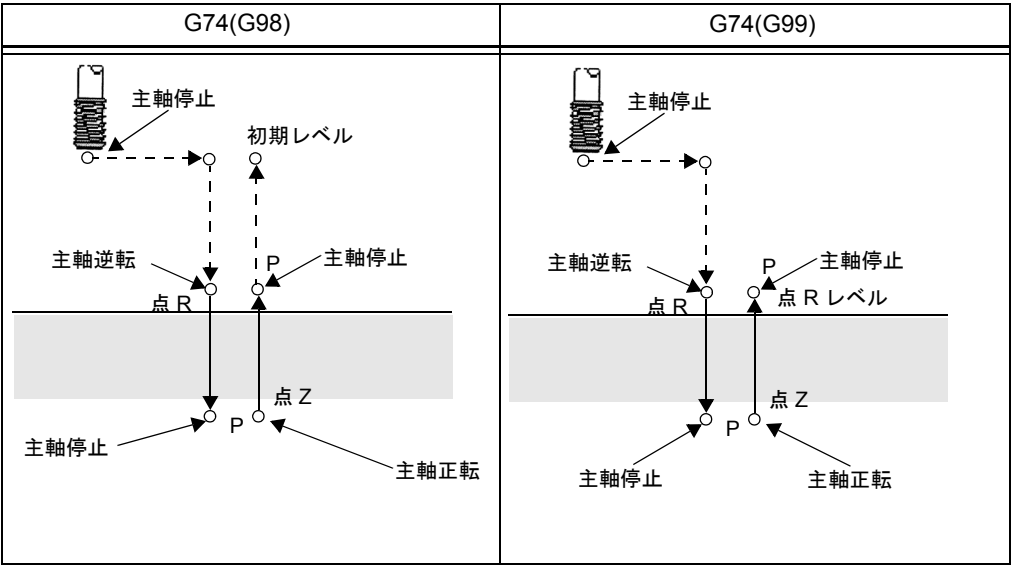 G74(G98)
主軸停止
初期レベル
主軸逆転
P
主軸停止
点 R
点 Z
P
主軸停止
主軸正転
G74(G99)
主軸停止
主軸逆転
P
主軸停止
点 R
点 R レベル
点 Z
P
主軸停止
主軸正転